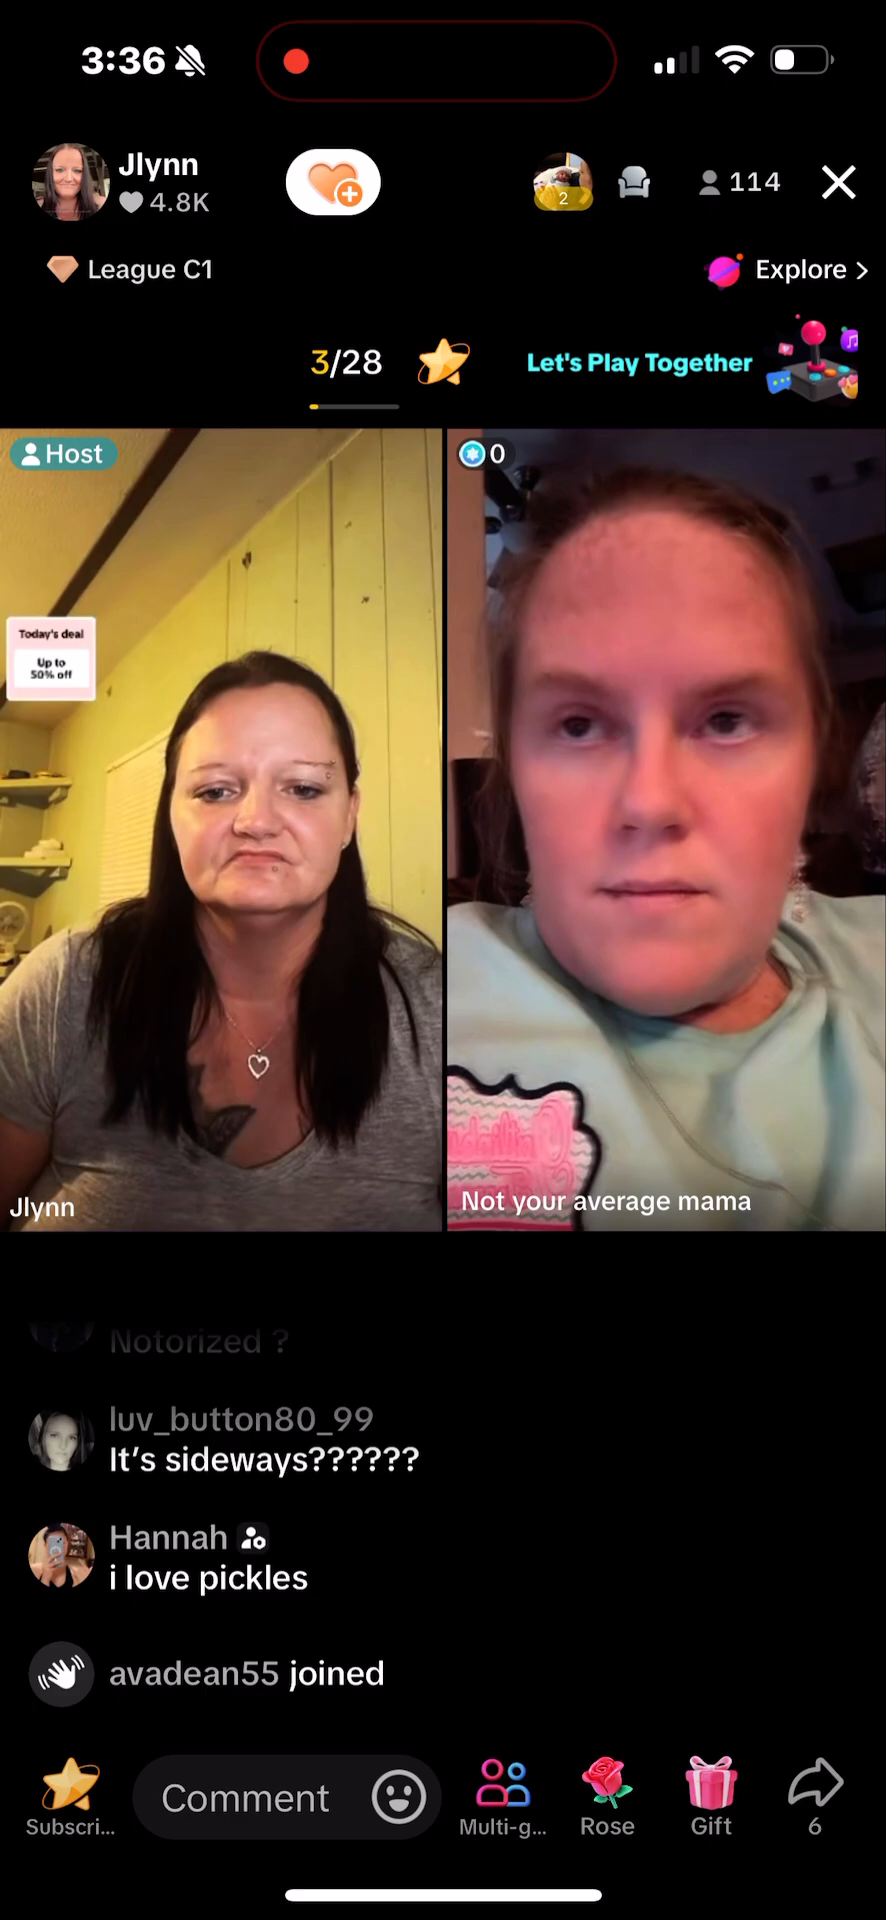 3:36
Jlynn
4.8K
2
114
League C1
Explore >
3/28
Let's Play Together
Host
0
Today's deal
Up to
50% off
Jlynn
Not your average mama
Notorized ?
luv_button80_99
It's sideways??????
Hannah
i love pickles
avadean55 joined
Comment
Subscri...
Multi-g...
Rose
Gift
6